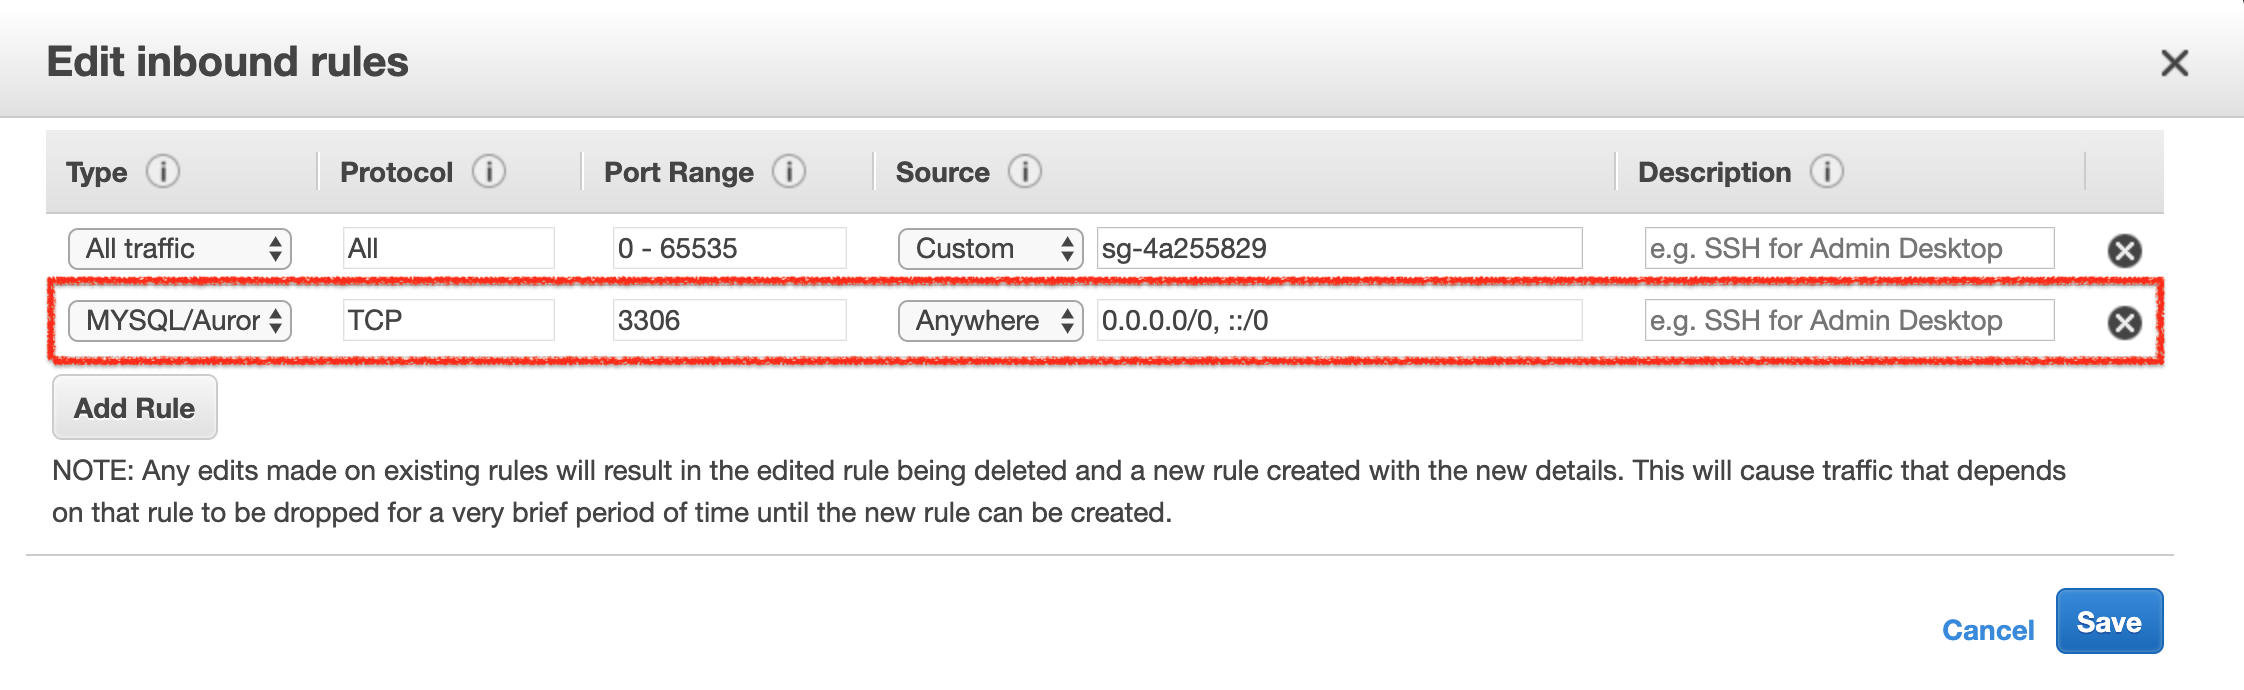 Edit inbound rules
Type Protocol Port Range Source Description
All traffic All 0 - 65535 Custom sg-4a255829 e.g. SSH for Admin Desktop
MYSQL/Auror TCP 3306 Anywhere 0.0.0.0/0, ::/0 e.g. SSH for Admin Desktop
Add Rule
NOTE: Any edits made on existing rules will result in the edited rule being deleted and a new rule created with the new details. This will cause traffic that depends
on that rule to be dropped for a very brief period of time until the new rule can be created.
Cancel Save